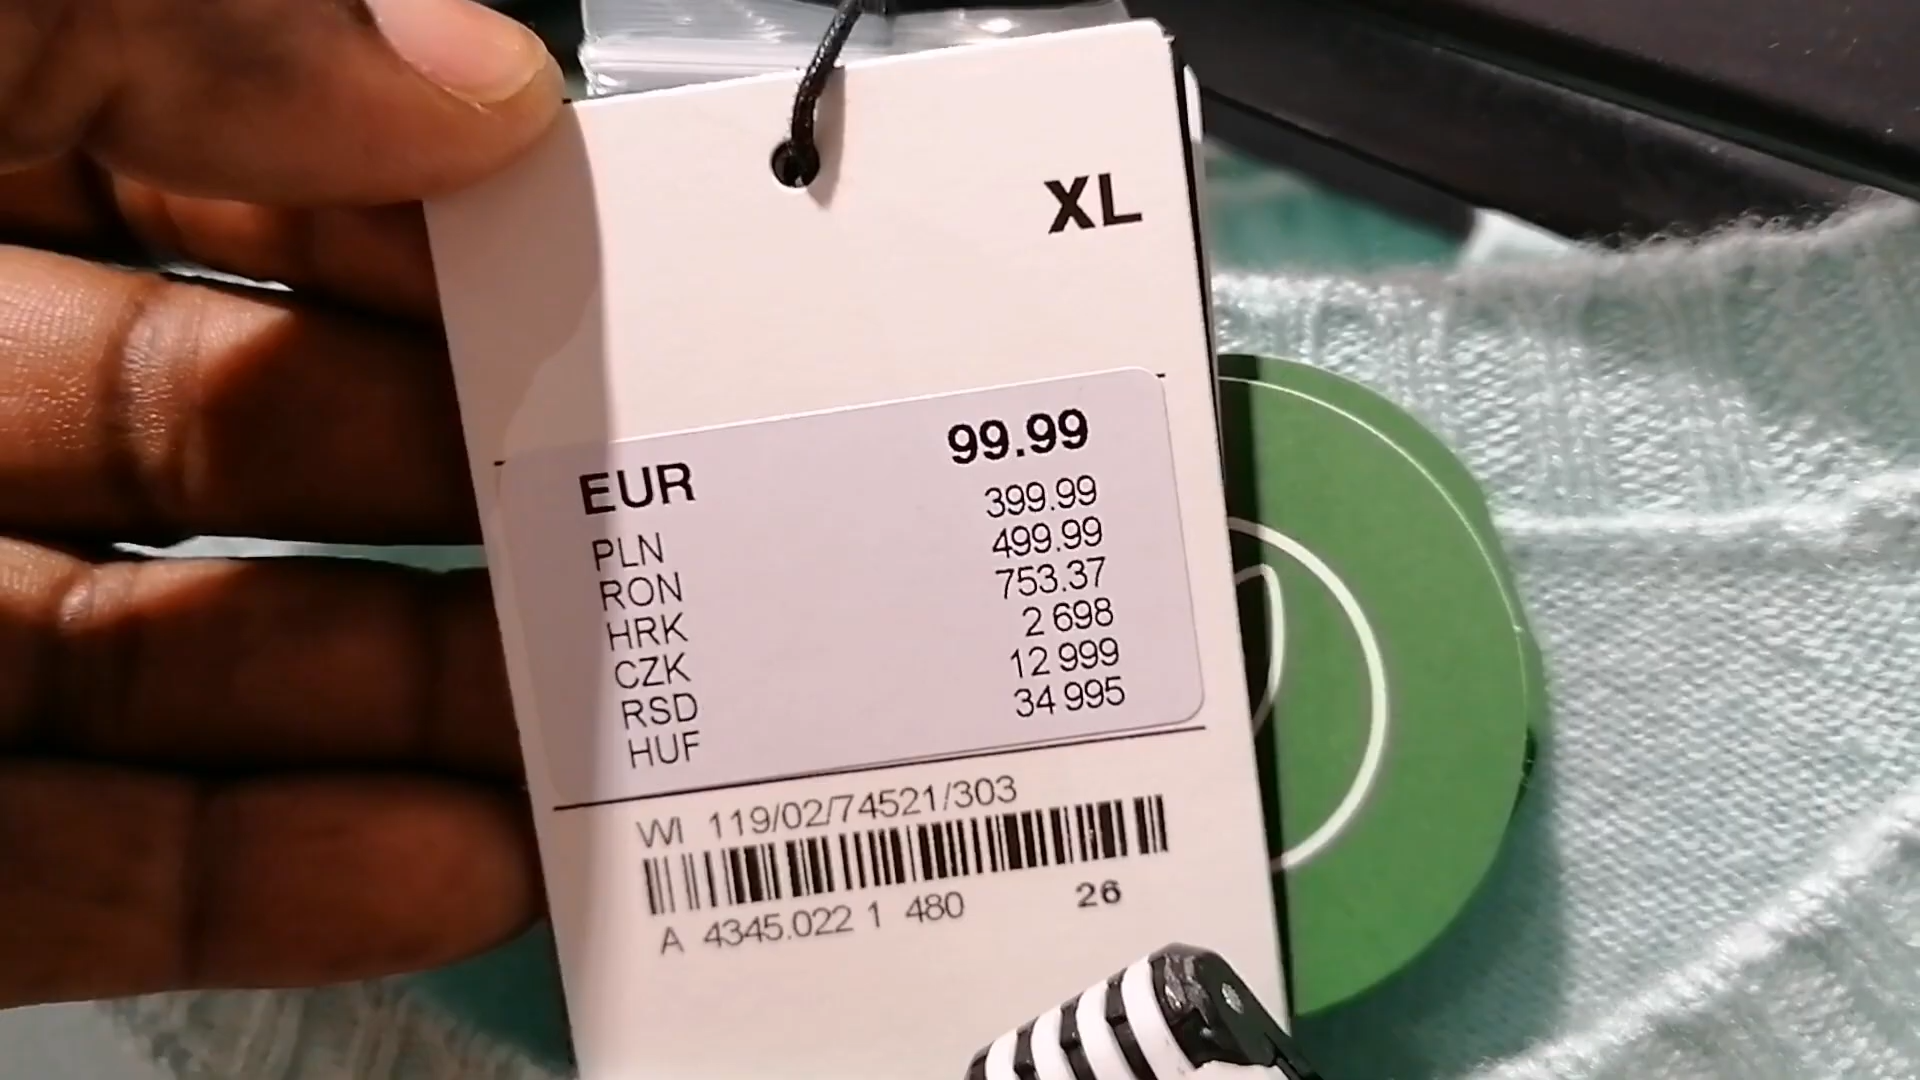 XL
EUR 99.99
PLN 399.99
RON 499.99
HRK 753.37
CZK 2 698
RSD 12 999
HUF 34 995
WI 119/02/74521/303
A 4345.022 1 480 26